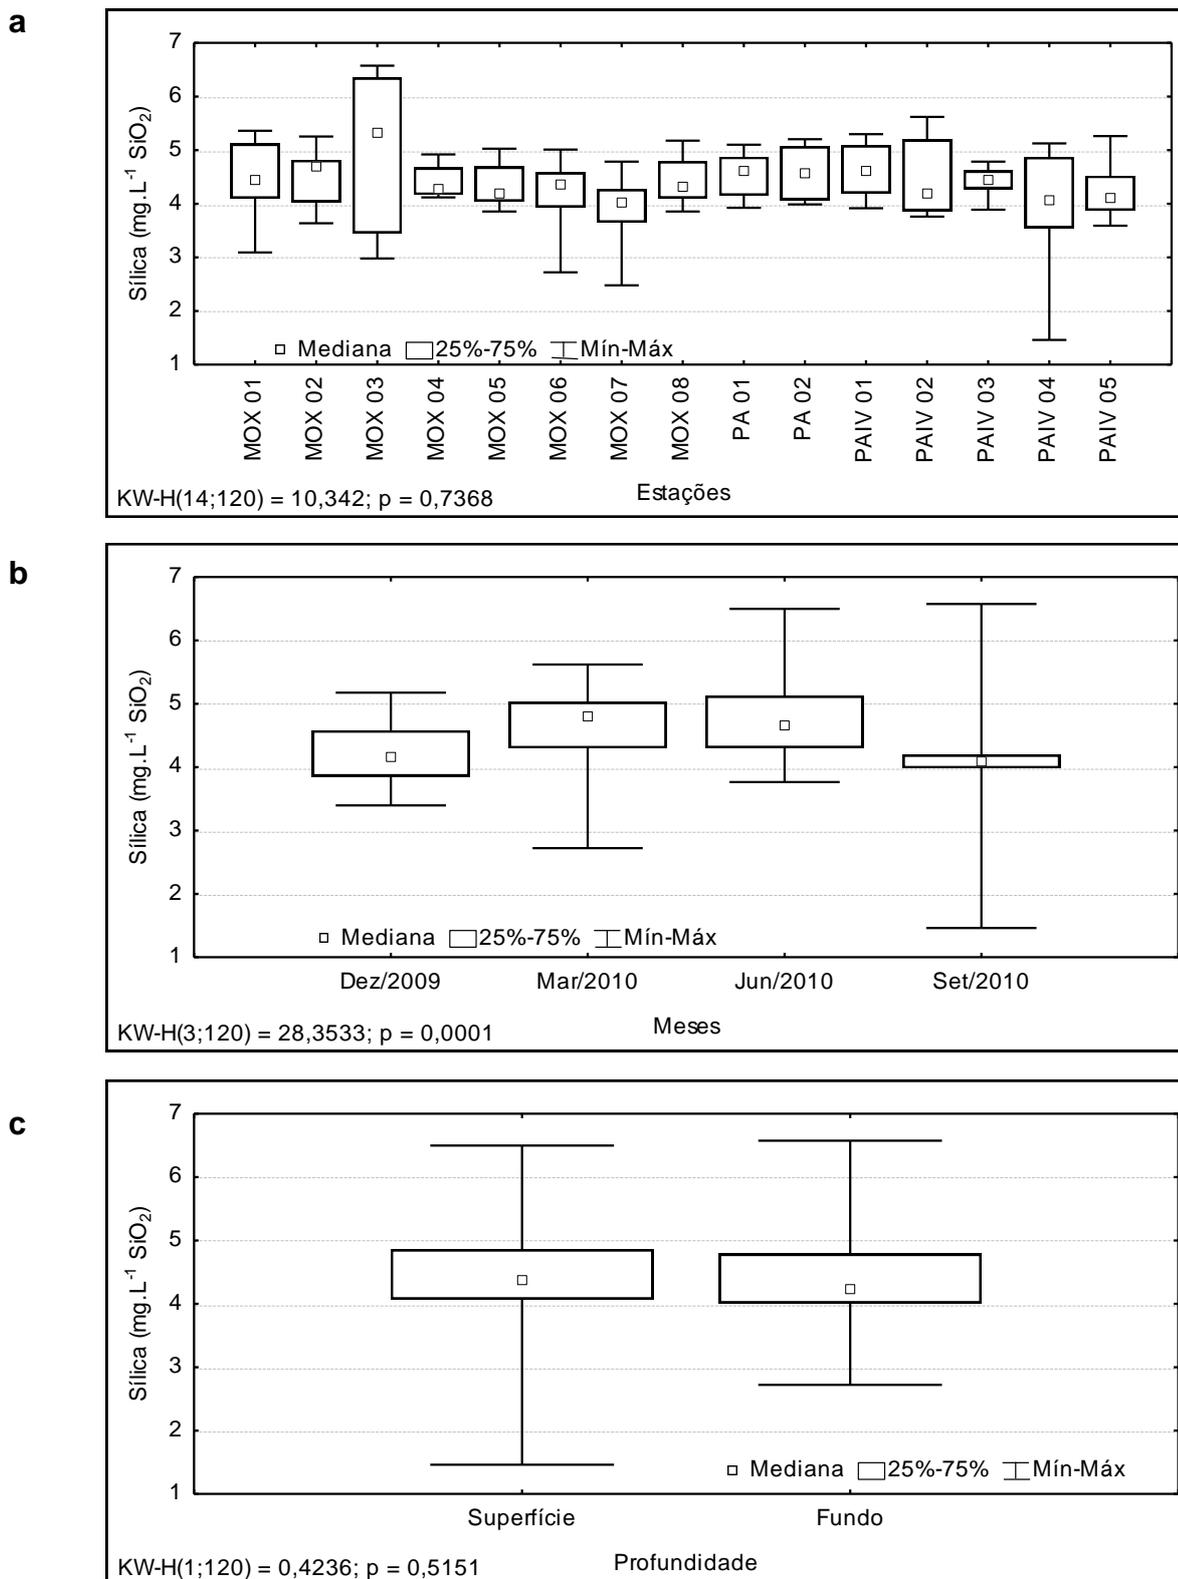 a
7
6
5
4
3
2
1
Sílica (mg.L⁻¹ SiO₂)
Mediana 25%-75% Mín-Máx
MOX 01
MOX 02
MOX 03
MOX 04
MOX 05
MOX 06
MOX 07
MOX 08
PA 01
PA 02
PAIV 01
PAIV 02
PAIV 03
PAIV 04
PAIV 05
Estações
KW-H(14;120) = 10,342; p = 0,7368
b
7
6
5
4
3
2
1
Sílica (mg.L⁻¹ SiO₂)
Mediana 25%-75% Mín-Máx
Dez/2009 Mar/2010 Jun/2010 Set/2010
Meses
KW-H(3;120) = 28,3533; p = 0,0001
c
7
6
5
4
3
2
1
Sílica (mg.L⁻¹ SiO₂)
Mediana 25%-75% Mín-Máx
Superfície Fundo
Profundidade
KW-H(1;120) = 0,4236; p = 0,5151